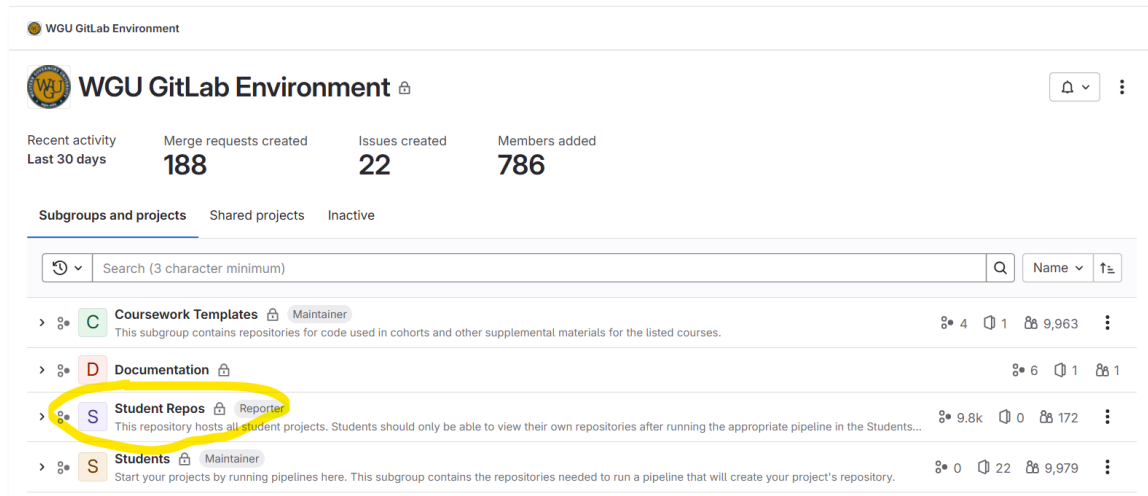 WGU GitLab Environment
WGU
WGU GitLab Environment
Recent activity
Last 30 days
Merge requests created
188
Issues created
22
Members added
786
Subgroups and projects Shared projects Inactive
Search (3 character minimum)
Name
C
Coursework Templates Maintainer
This subgroup contains repositories for code used in cohorts and other supplemental materials for the listed courses.
4 1 9,963
D
Documentation
6 1 1
S
Student Repos Reporter
This repository hosts all student projects. Students should only be able to view their own repositories after running the appropriate pipeline in the Students...
9.8k 0 172
S
Students Maintainer
Start your projects by running pipelines here. This subgroup contains the repositories needed to run a pipeline that will create your project's repository.
0 22 9,979